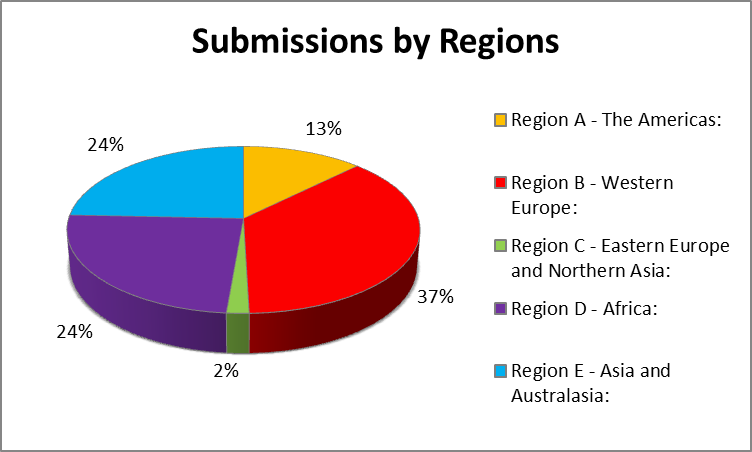 Submissions by Regions
24%
13%
37%
2%
24%
Region A - The Americas:
Region B - Western
Europe:
Region C - Eastern Europe
and Northern Asia:
Region D - Africa:
Region E - Asia and
Australasia: